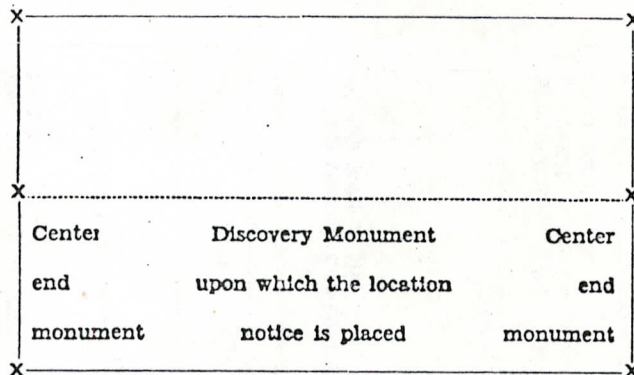 X X
X X
Center Discovery Monument Center
end upon which the location end
monument notice is placed monument
X X